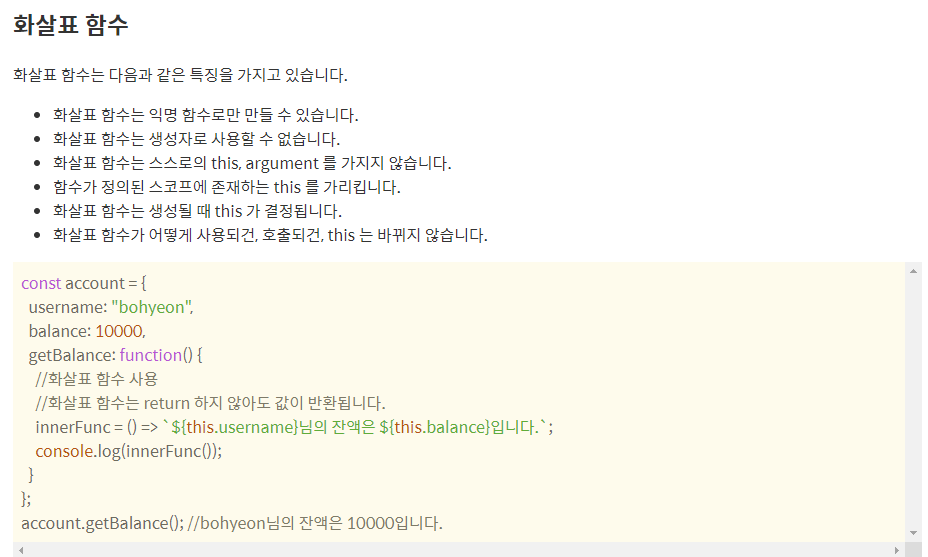 화살표 함수
화살표 함수는 다음과 같은 특징을 가지고 있습니다.
화살표 함수는 익명 함수로만 만들 수 있습니다.
화살표 함수는 생성자로 사용할 수 없습니다.
화살표 함수는 스스로의 this, argument 를 가지지 않습니다.
함수가 정의된 스코프에 존재하는 this 를 가리킵니다.
화살표 함수는 생성될 때 this 가 결정됩니다.
화살표 함수가 어떻게 사용되건, 호출되건, this 는 바뀌지 않습니다.
const account = {
  username: "bohyeon",
  balance: 10000,
  getBalance: function() {
    //화살표 함수 사용
    //화살표 함수는 return 하지 않아도 값이 반환됩니다.
    innerFunc = () => `${this.username}님의 잔액은 ${this.balance}입니다.`;
    console.log(innerFunc());
  }
};
account.getBalance(); //bohyeon님의 잔액은 10000입니다.